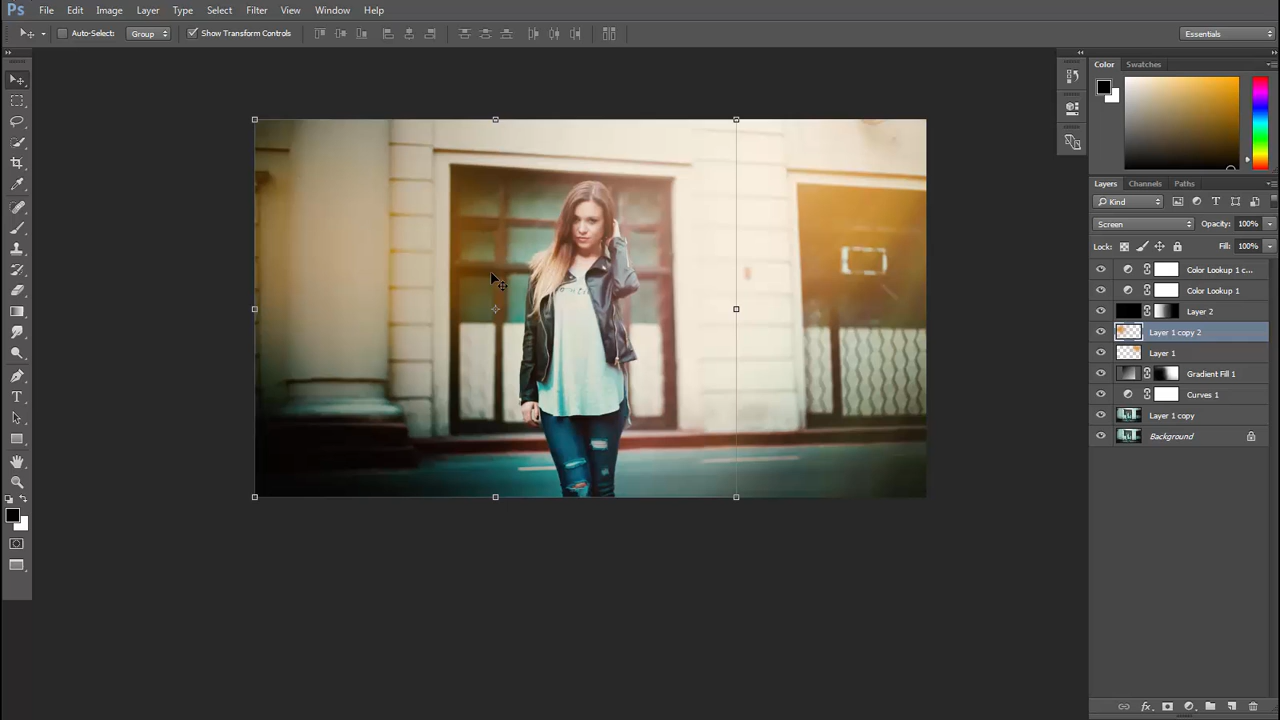 Ps File Edit Image Layer Type Select Filter View Window Help
Auto-Select: Group Show Transform Controls Essentials
Color Swatches
Layers Channels Paths
Kind
Screen Opacity: 100%
Lock: Fill: 100%
Color Lookup 1 c...
Color Lookup 1
Layer 2
Layer 1 copy 2
Layer 1
Gradient Fill 1
Curves 1
Layer 1 copy
Background